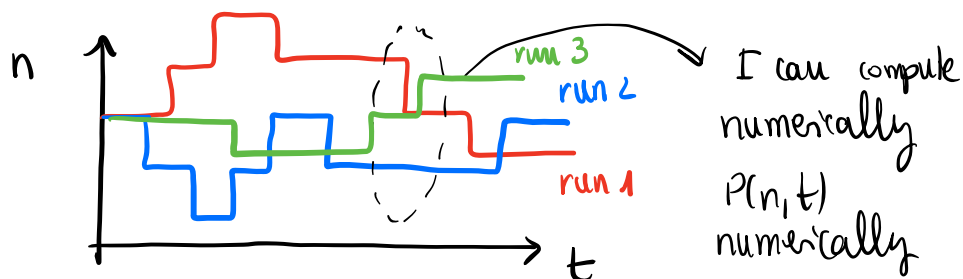 n
run 3
run 2
run 1
t
I can compute
numerically
P(n, t)
numerically